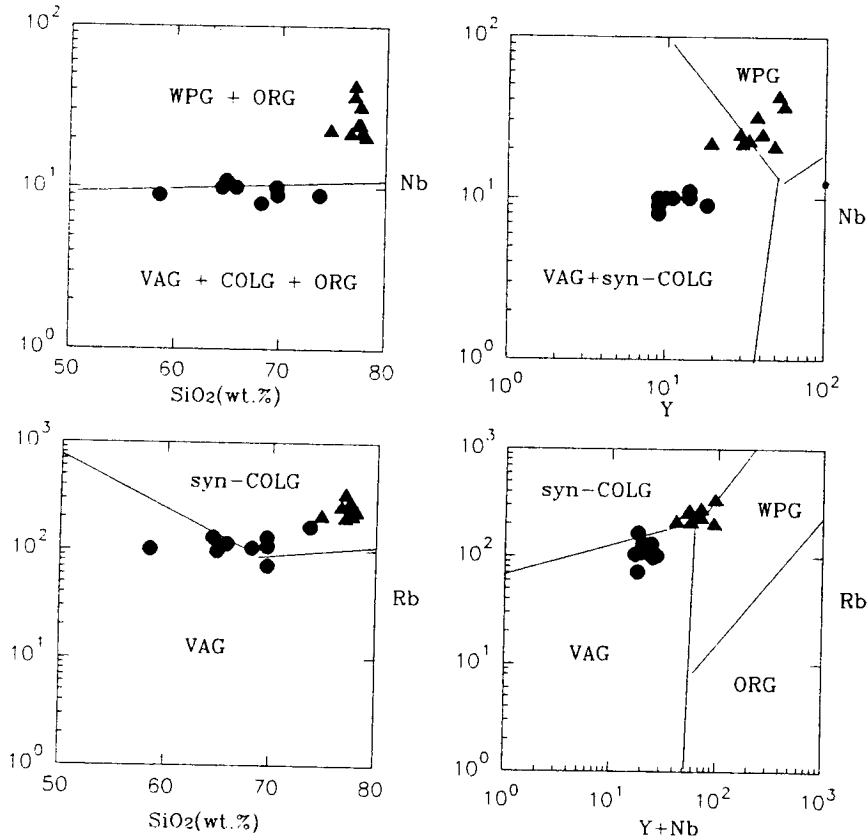 10²
WPG + ORG
10¹
VAG + COLG + ORG
10⁰
50 60 70 80
SiO₂(wt.%)
Nb
10²
WPG
10¹
VAG+syn-COLG
10⁰
10⁰ 10¹ 10²
Y
Nb
10³
syn-COLG
10²
VAG
10¹
10⁰
50 60 70 80
SiO₂(wt.%)
Rb
10³
syn-COLG
WPG
10²
VAG
10¹
ORG
10⁰
10⁰ 10¹ 10² 10³
Y+Nb
Rb